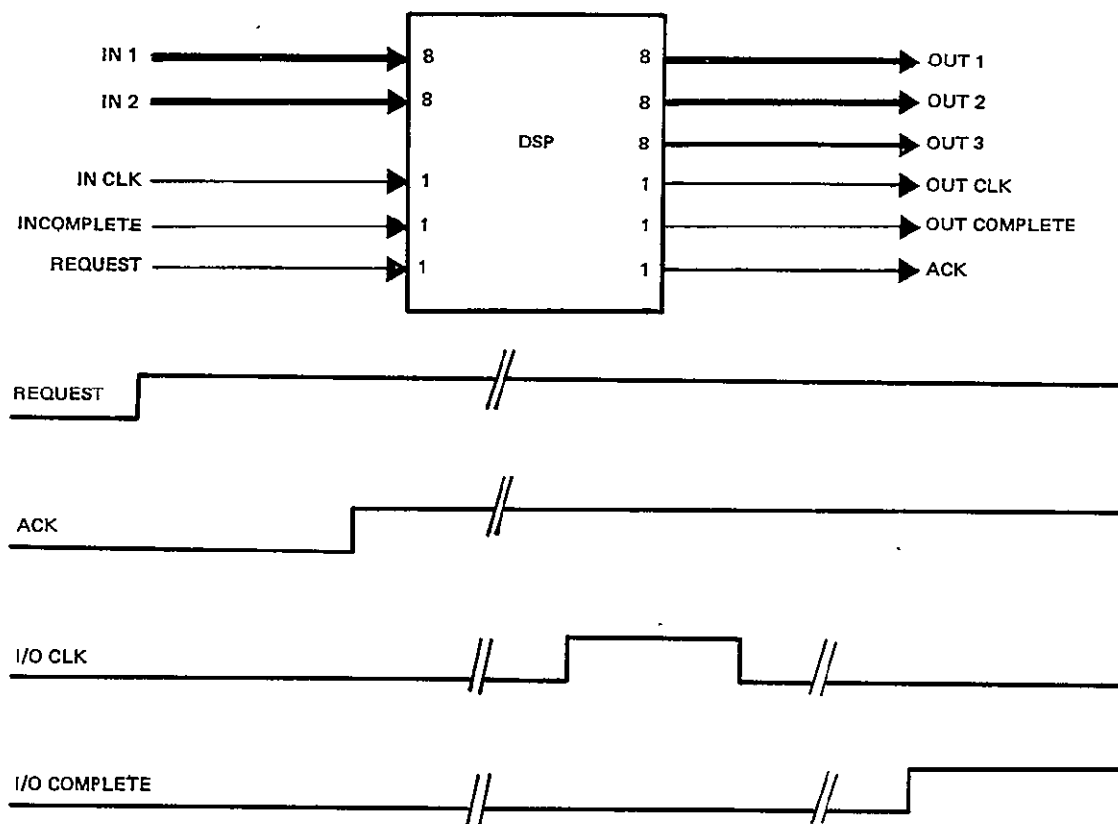 IN 1 8 8 OUT 1
IN 2 8 8 OUT 2
DSP 8 OUT 3
IN CLK 1 1 OUT CLK
INCOMPLETE 1 1 OUT COMPLETE
REQUEST 1 1 ACK
REQUEST
ACK
I/O CLK
I/O COMPLETE